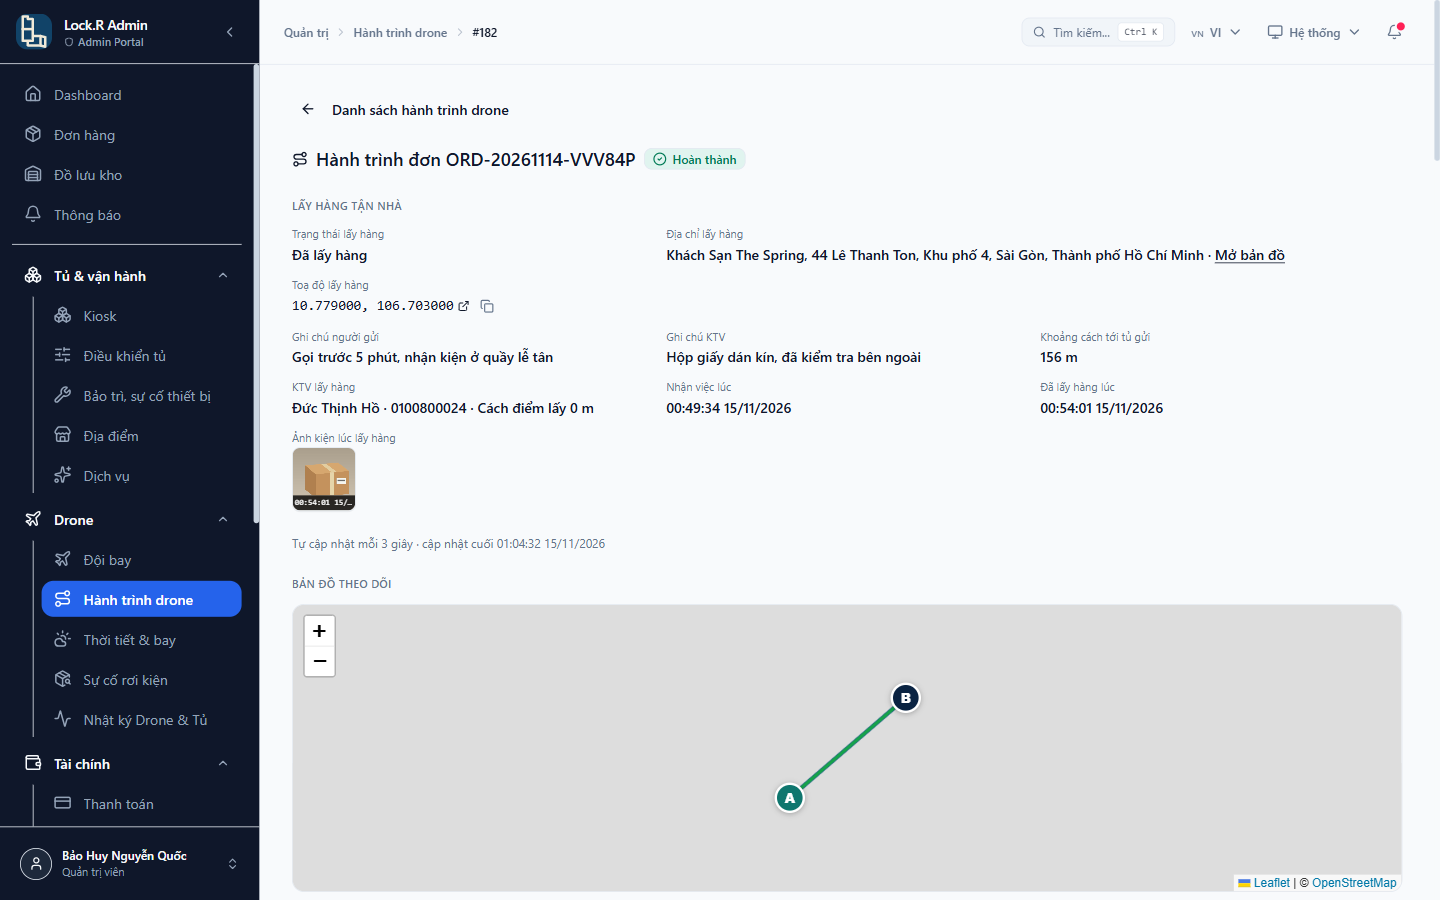 Lock.R Admin
Admin Portal
Dashboard
Đơn hàng
Đồ lưu kho
Thông báo
Tủ & vận hành
Kiosk
Điều khiển tủ
Bảo trì, sự cố thiết bị
Địa điểm
Dịch vụ
Drone
Đội bay
Hành trình drone
Thời tiết & bay
Sự cố rơi kiện
Nhật ký Drone & Tủ
Tài chính
Thanh toán
Bảo Huy Nguyễn Quốc
Quản trị viên
Quản trị > Hành trình drone > #182
Tìm kiếm... Ctrl K
VN VI
Hệ thống
Danh sách hành trình drone
Hành trình đơn ORD-20261114-VVV84P
Hoàn thành
LẤY HÀNG TẬN NHÀ
Trạng thái lấy hàng
Đã lấy hàng
Địa chỉ lấy hàng
Khách Sạn The Spring, 44 Lê Thanh Ton, Khu phố 4, Sài Gòn, Thành phố Hồ Chí Minh · Mở bản đồ
Toạ độ lấy hàng
10.779000, 106.703000
Ghi chú người gửi
Gọi trước 5 phút, nhận kiện ở quầy lễ tân
Ghi chú KTV
Hộp giấy dán kín, đã kiểm tra bên ngoài
Khoảng cách tới tủ gửi
156 m
KTV lấy hàng
Đức Thịnh Hồ · 0100800024 · Cách điểm lấy 0 m
Nhận việc lúc
00:49:34 15/11/2026
Đã lấy hàng lúc
00:54:01 15/11/2026
Ảnh kiện lúc lấy hàng
00:54:01 15/…
Tự cập nhật mỗi 3 giây · cập nhật cuối 01:04:32 15/11/2026
BẢN ĐỒ THEO DÕI
+
−
B
A
Leaflet | © OpenStreetMap